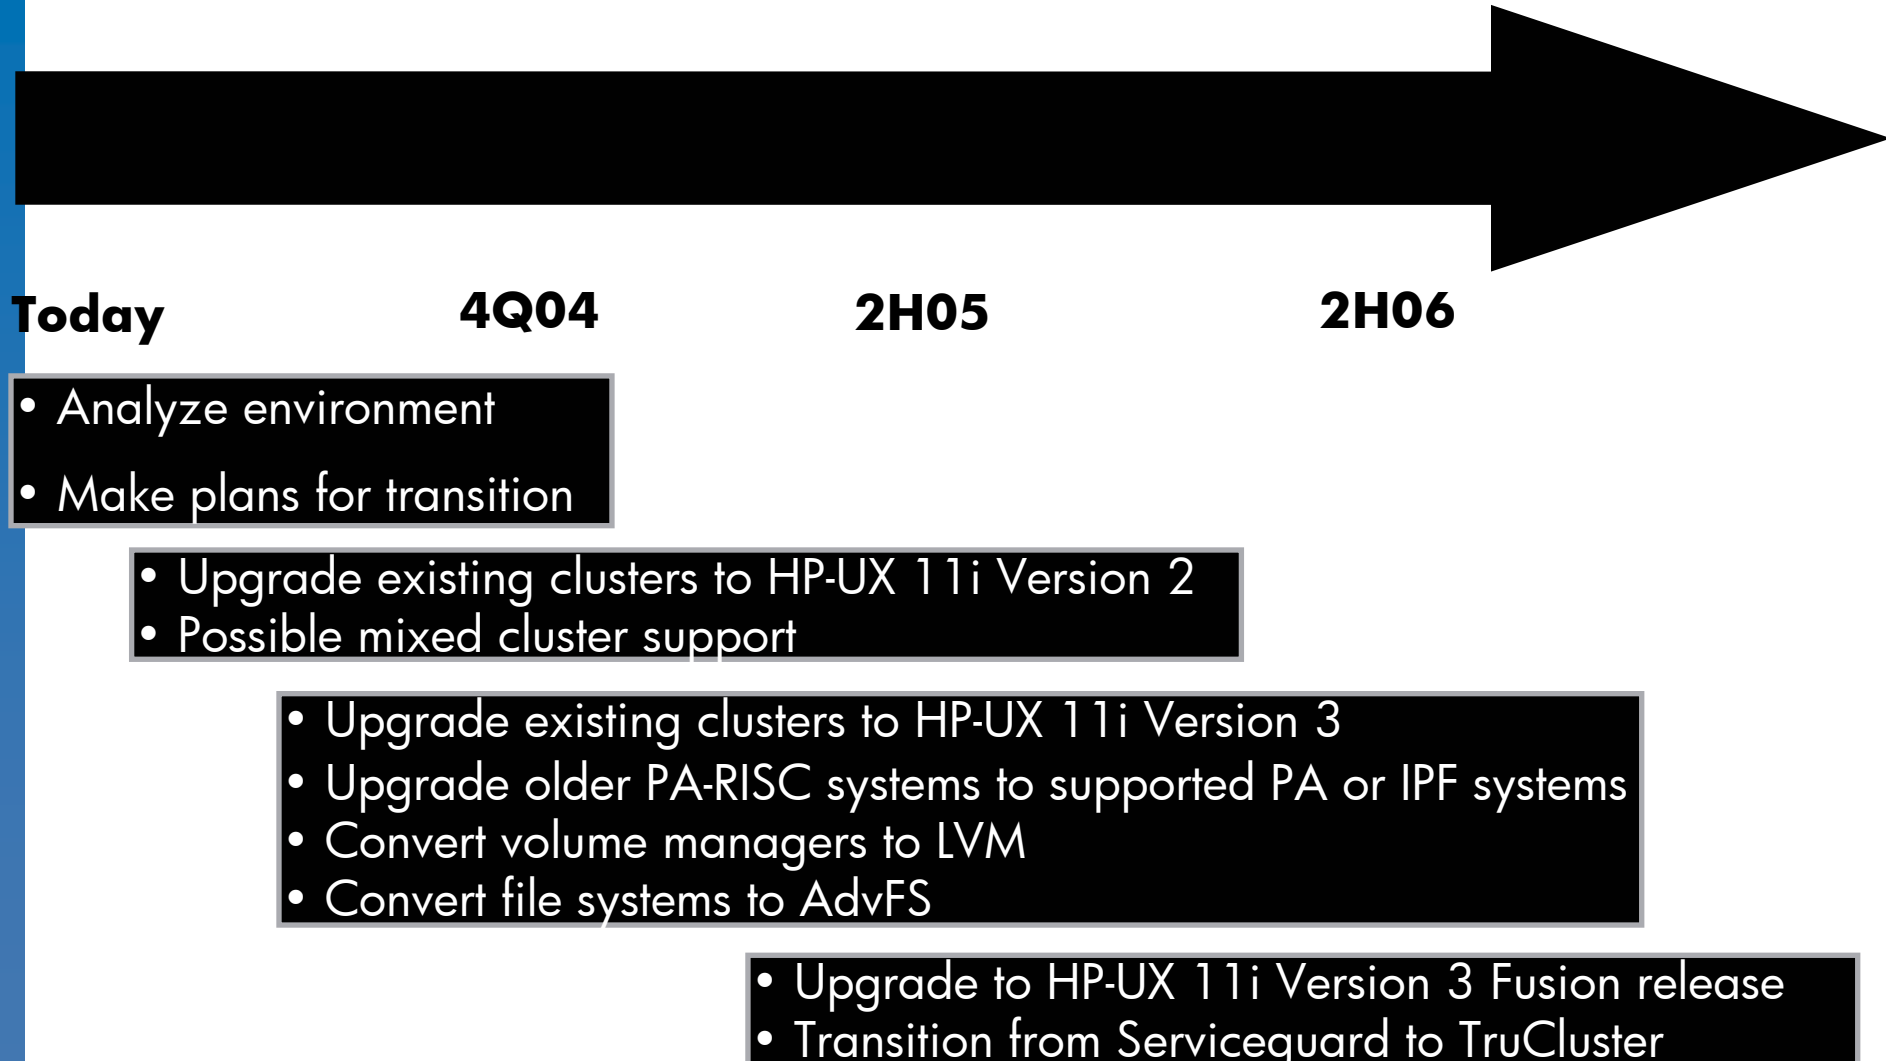 Today 4Q04 2H05 2H06
• Analyze environment
• Make plans for transition
• Upgrade existing clusters to HP-UX 11i Version 2
• Possible mixed cluster support
• Upgrade existing clusters to HP-UX 11i Version 3
• Upgrade older PA-RISC systems to supported PA or IPF systems
• Convert volume managers to LVM
• Convert file systems to AdvFS
• Upgrade to HP-UX 11i Version 3 Fusion release
• Transition from Serviceguard to TruCluster